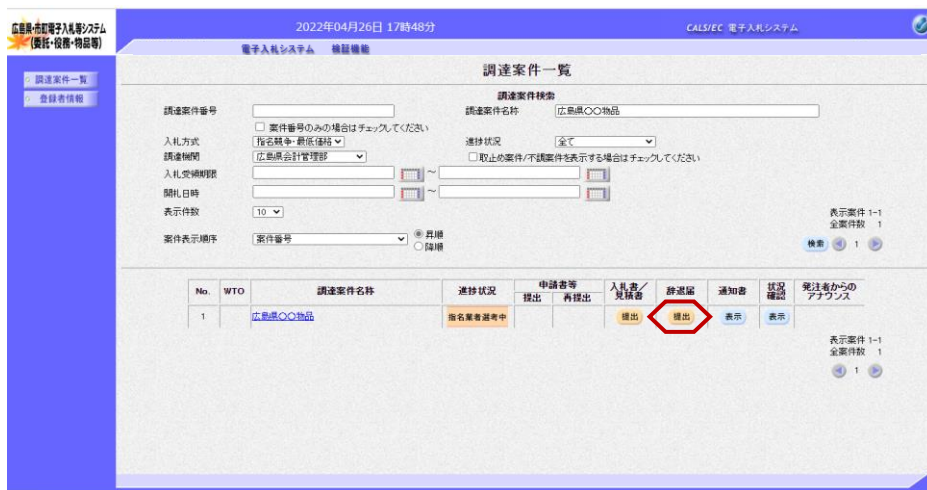 広島県・市町電子入札等システム
(委託・役務・物品等)
2022年04月26日 17時48分
CALS/EC 電子入札システム
電子入札システム 検証機能
調達案件一覧
登録者情報
調達案件一覧
調達案件検索
調達案件番号
調達案件名称 広島県〇〇物品
案件番号のみの場合はチェックしてください
入札方式 指名競争・最低価格
進捗状況 全て
調達機関 広島県会計管理部
取止め案件/不調案件を表示する場合はチェックしてください
入札受領期限 ~
開札日時 ~
表示件数 10
表示案件 1-1
全案件数 1
案件表示順序 案件番号
昇順
降順
検索 1
No. WTO 調達案件名称 進捗状況 申請書等 入札書/見積書 辞退届 通知書 状況確認 発注者からのアナウンス
提出 再提出
1 広島県〇〇物品 指名業者選考中 提出 提出 表示 表示
表示案件 1-1
全案件数 1
1